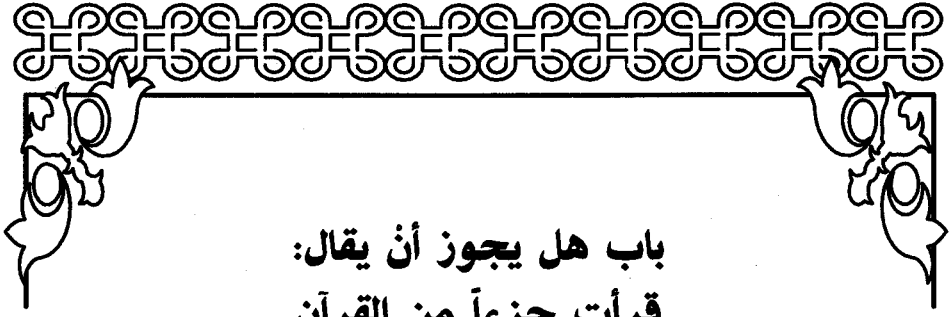 باب هل يجوز أنْ يقال:
قرأت جزءاً من القرآن